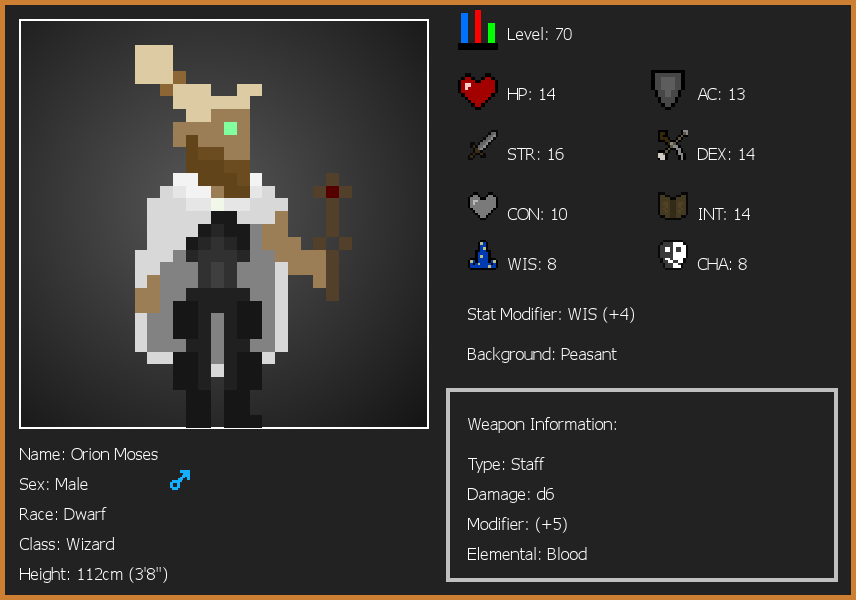 Level: 70
HP: 14
AC: 13
STR: 16
DEX: 14
CON: 10
INT: 14
WIS: 8
CHA: 8
Stat Modifier: WIS (+4)
Background: Peasant
Weapon Information:
Type: Staff
Damage: d6
Modifier: (+5)
Elemental: Blood
Name: Orion Moses
Sex: Male
Race: Dwarf
Class: Wizard
Height: 112cm (3'8")